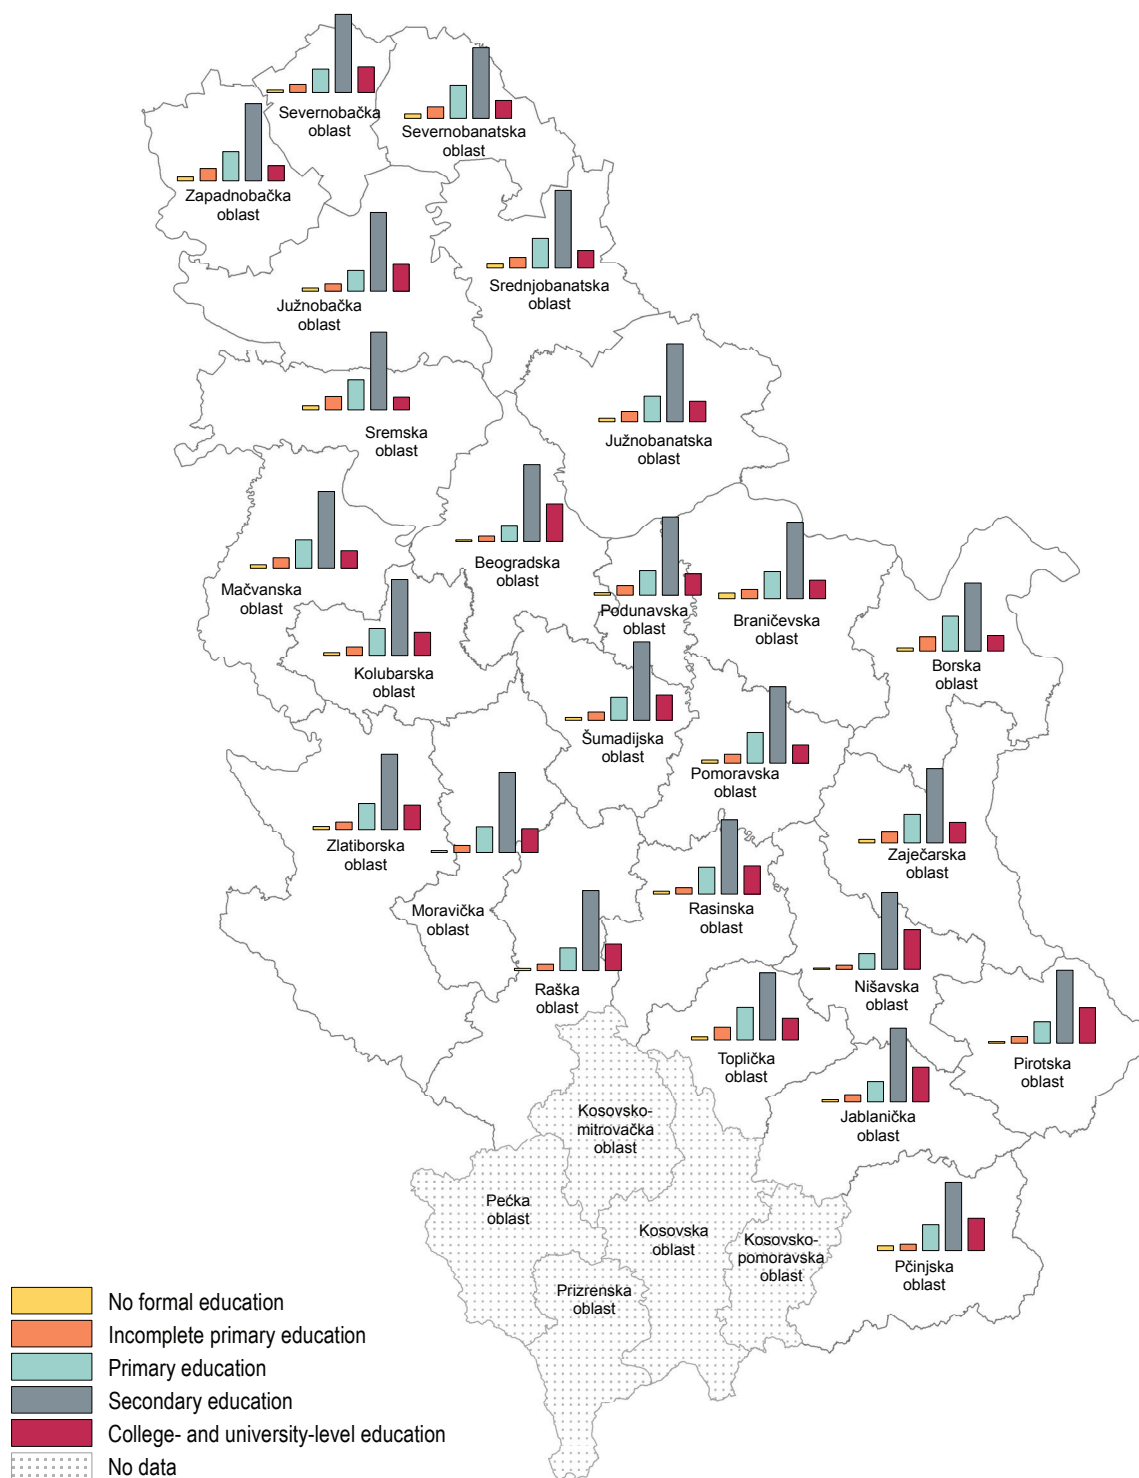 Severnobačka
oblast
Severnobanatska
oblast
Zapadnobačka
oblast
Srednjobanatska
oblast
Južnobačka
oblast
Sremska
oblast
Južnobanatska
oblast
Mačvanska
oblast
Beogradska
oblast
Podunavska
oblast
Braničevska
oblast
Kolubarska
oblast
Borska
oblast
Šumadijska
oblast
Pomoravska
oblast
Zlatiborska
oblast
Zaječarska
oblast
Moravička
oblast
Rasinska
oblast
Raška
oblast
Nišavska
oblast
Toplička
oblast
Pirotska
oblast
Jablanička
oblast
Kosovsko-
mitrovačka
oblast
Pećka
oblast
Kosovska
oblast
Kosovsko-
pomoravska
oblast
Pčinjska
oblast
Prizrenska
oblast
No formal education
Incomplete primary education
Primary education
Secondary education
College- and university-level education
No data